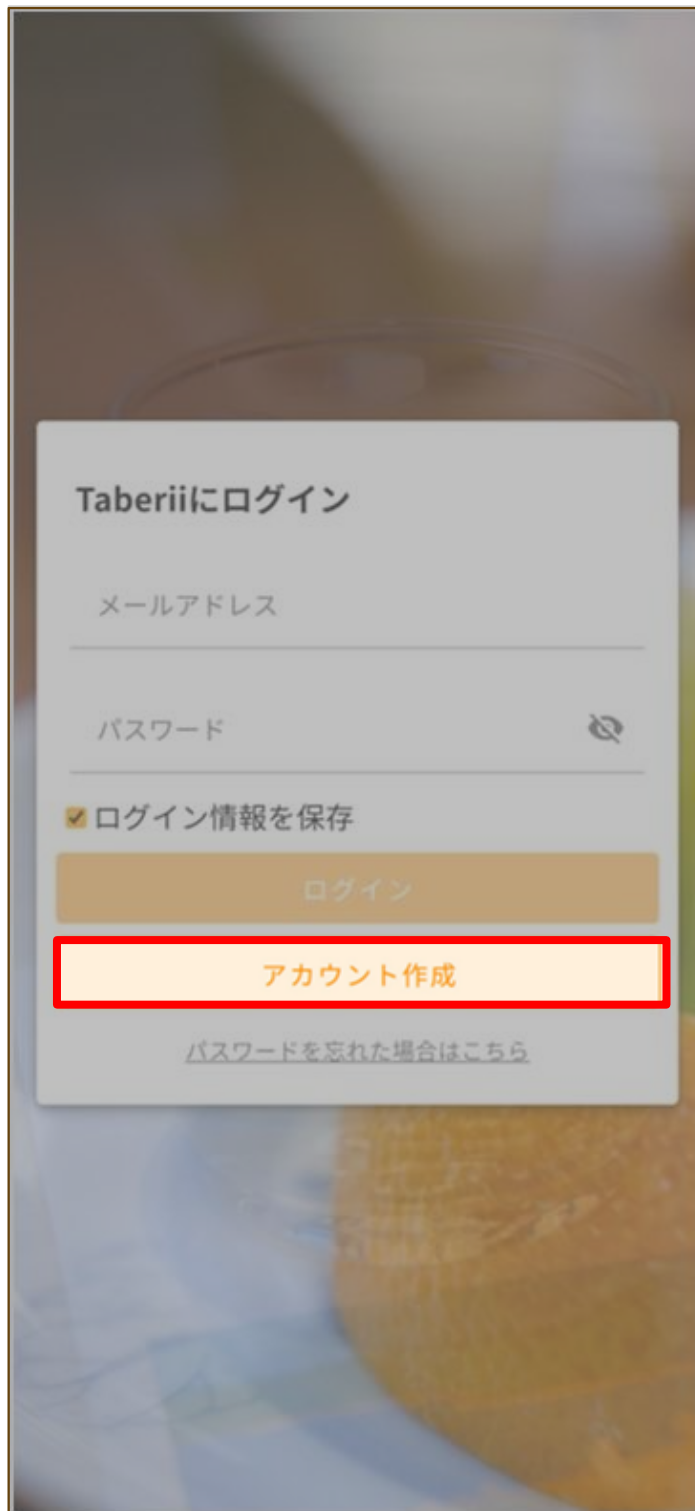 Taberiiにログイン
メールアドレス
パスワード
ログイン情報を保存
ログイン
アカウント作成
パスワードを忘れた場合はこちら